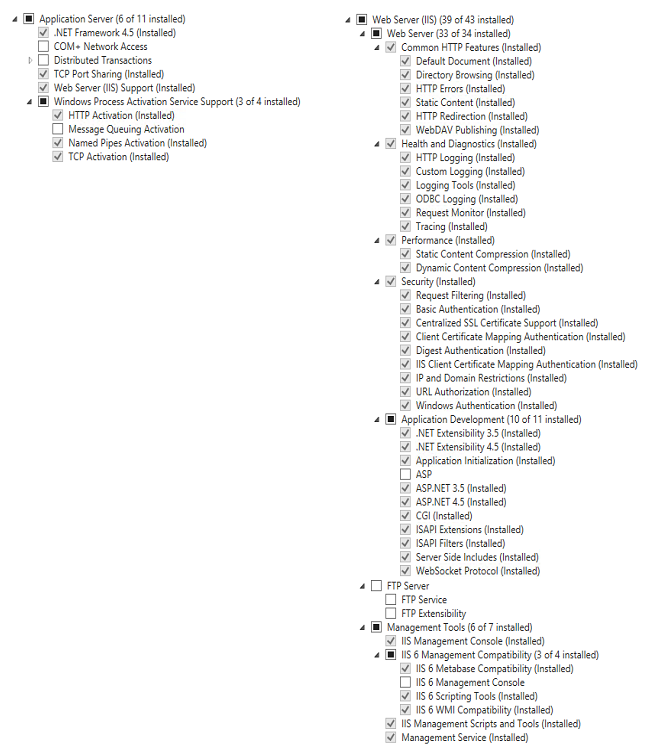 Application Server (6 of 11 installed)
.NET Framework 4.5 (Installed)
COM+ Network Access
Distributed Transactions
TCP Port Sharing (Installed)
Web Server (IIS) Support (Installed)
Windows Process Activation Service Support (3 of 4 installed)
HTTP Activation (Installed)
Message Queuing Activation
Named Pipes Activation (Installed)
TCP Activation (Installed)
Web Server (IIS) (39 of 43 installed)
Web Server (33 of 34 installed)
Common HTTP Features (Installed)
Default Document (Installed)
Directory Browsing (Installed)
HTTP Errors (Installed)
Static Content (Installed)
HTTP Redirection (Installed)
WebDAV Publishing (Installed)
Health and Diagnostics (Installed)
HTTP Logging (Installed)
Custom Logging (Installed)
Logging Tools (Installed)
ODBC Logging (Installed)
Request Monitor (Installed)
Tracing (Installed)
Performance (Installed)
Static Content Compression (Installed)
Dynamic Content Compression (Installed)
Security (Installed)
Request Filtering (Installed)
Basic Authentication (Installed)
Centralized SSL Certificate Support (Installed)
Client Certificate Mapping Authentication (Installed)
Digest Authentication (Installed)
IIS Client Certificate Mapping Authentication (Installed)
IP and Domain Restrictions (Installed)
URL Authorization (Installed)
Windows Authentication (Installed)
Application Development (10 of 11 installed)
.NET Extensibility 3.5 (Installed)
.NET Extensibility 4.5 (Installed)
Application Initialization (Installed)
ASP
ASP.NET 3.5 (Installed)
ASP.NET 4.5 (Installed)
CGI (Installed)
ISAPI Extensions (Installed)
ISAPI Filters (Installed)
Server Side Includes (Installed)
WebSocket Protocol (Installed)
FTP Server
FTP Service
FTP Extensibility
Management Tools (6 of 7 installed)
IIS Management Console (Installed)
IIS 6 Management Compatibility (3 of 4 installed)
IIS 6 Metabase Compatibility (Installed)
IIS 6 Management Console
IIS 6 Scripting Tools (Installed)
IIS 6 WMI Compatibility (Installed)
IIS Management Scripts and Tools (Installed)
Management Service (Installed)